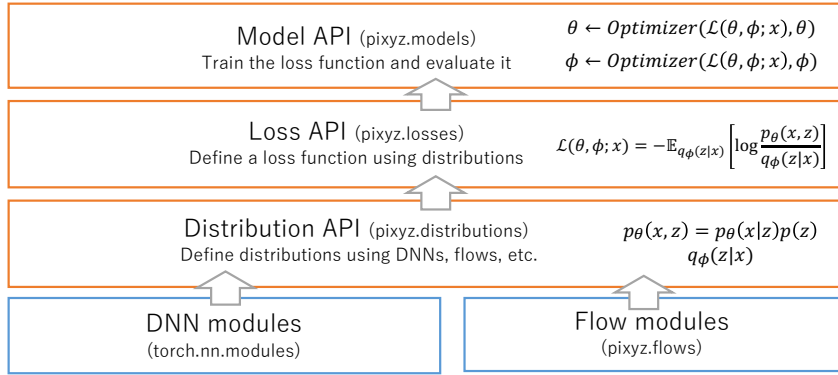 Model API (pixyz.models)
Train the loss function and evaluate it
θ ← Optimizer(ℒ(θ, ϕ; x), θ)
ϕ ← Optimizer(ℒ(θ, ϕ; x), ϕ)
Loss API (pixyz.losses)
Define a loss function using distributions
ℒ(θ, ϕ; x) = −𝔼_{q_ϕ(z|x)} [log p_θ(x, z) / q_ϕ(z|x)]
Distribution API (pixyz.distributions)
Define distributions using DNNs, flows, etc.
p_θ(x, z) = p_θ(x|z)p(z)
q_ϕ(z|x)
DNN modules
(torch.nn.modules)
Flow modules
(pixyz.flows)